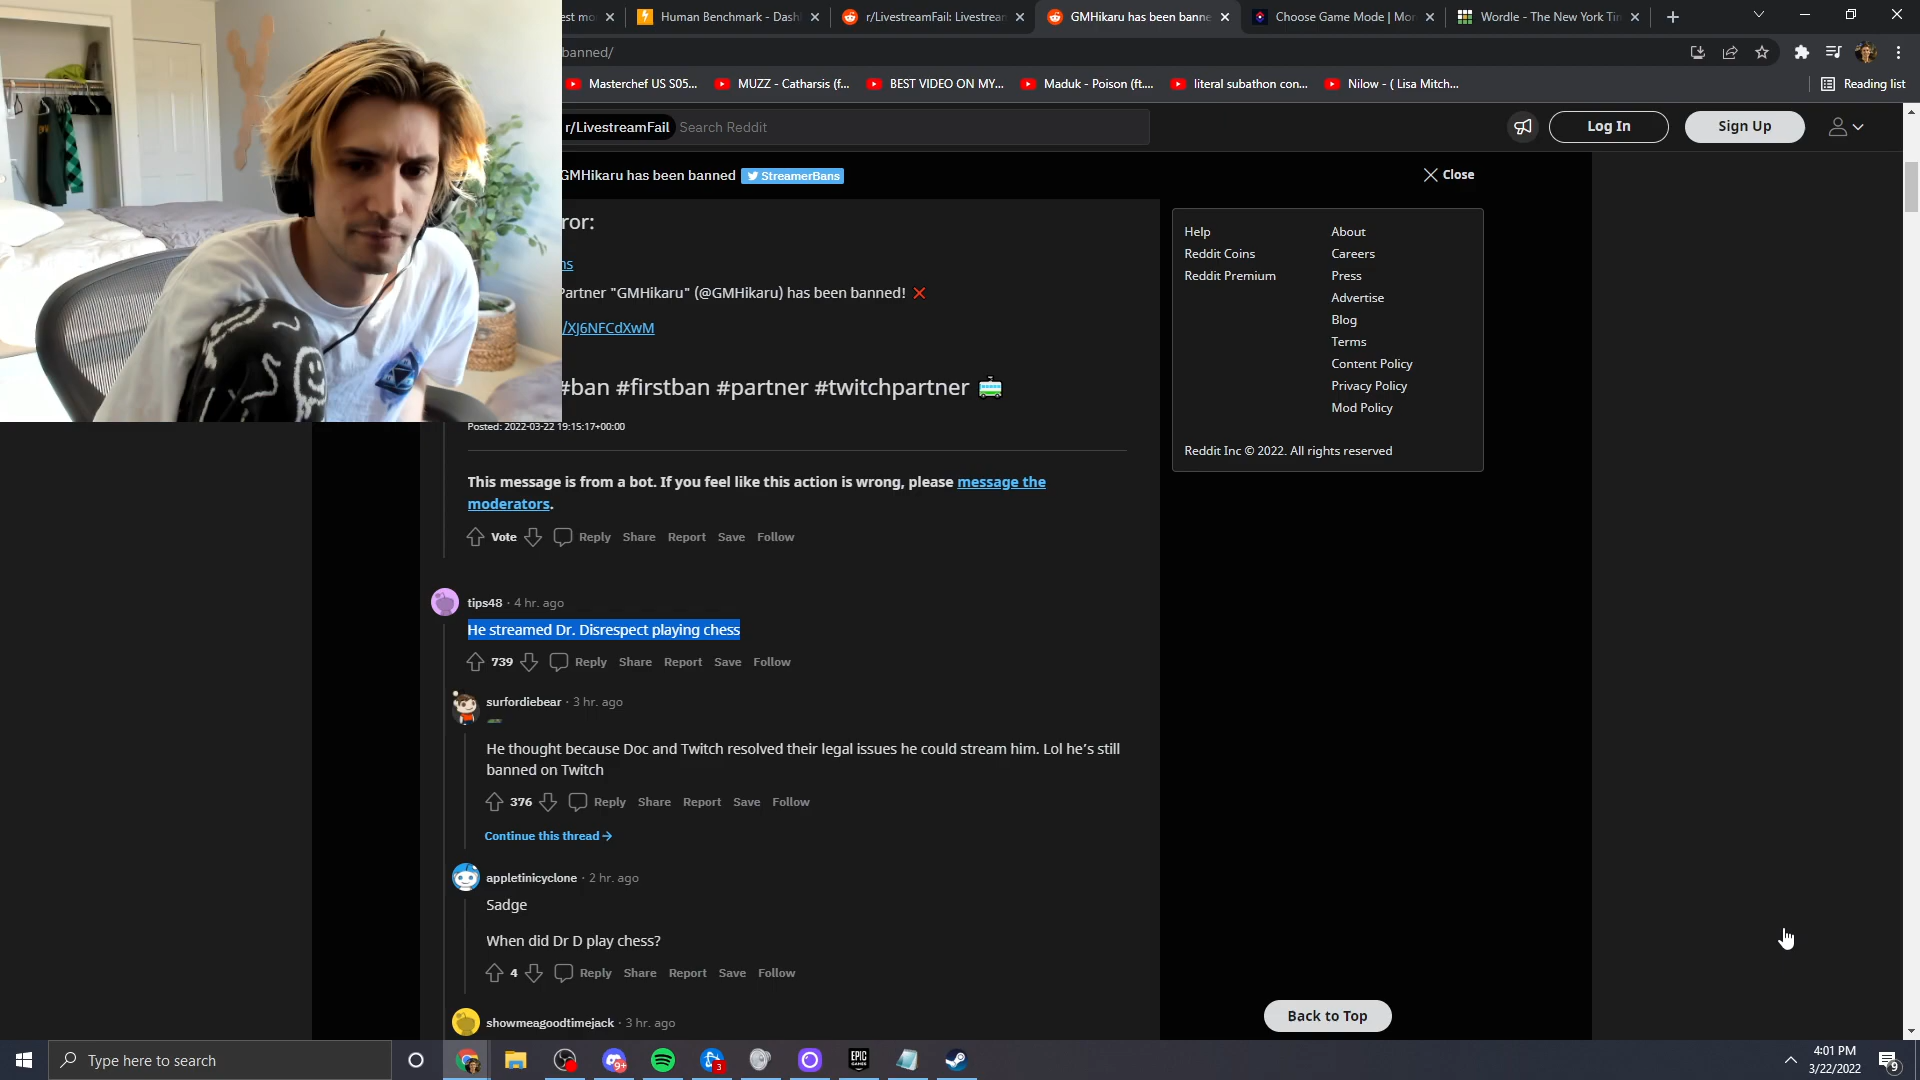 est mo
Human Benchmark - Dash
r/LivestreamFail: Livestrean
GMHikaru has been banne
Choose Game Mode | Mor
Wordle - The New York Tin
banned/
Masterchef US S05...
MUZZ - Catharsis (f...
BEST VIDEO ON MY...
Maduk - Poison (ft....
literal subathon con...
Nilow - ( Lisa Mitch...
Reading list
r/LivestreamFail Search Reddit
Log In
Sign Up
GMHikaru has been banned StreamerBans
Close
ror:
ns
Partner "GMHikaru" (@GMHikaru) has been banned! ❌
/XJ6NFCdXwM
#ban #firstban #partner #twitchpartner 🚎
Posted: 2022-03-22 19:15:17+00:00
This message is from a bot. If you feel like this action is wrong, please message the
moderators.
Vote Reply Share Report Save Follow
tips48 · 4 hr. ago
He streamed Dr. Disrespect playing chess
739 Reply Share Report Save Follow
surfordiebear · 3 hr. ago
He thought because Doc and Twitch resolved their legal issues he could stream him. Lol he's still
banned on Twitch
376 Reply Share Report Save Follow
Continue this thread →
appletinicyclone · 2 hr. ago
Sadge
When did Dr D play chess?
4 Reply Share Report Save Follow
showmeagoodtimejack · 3 hr. ago
Help
Reddit Coins
Reddit Premium
About
Careers
Press
Advertise
Blog
Terms
Content Policy
Privacy Policy
Mod Policy
Reddit Inc © 2022. All rights reserved
Back to Top
Type here to search
9+
3
EPIC
GAMES
4:01 PM
3/22/2022
9